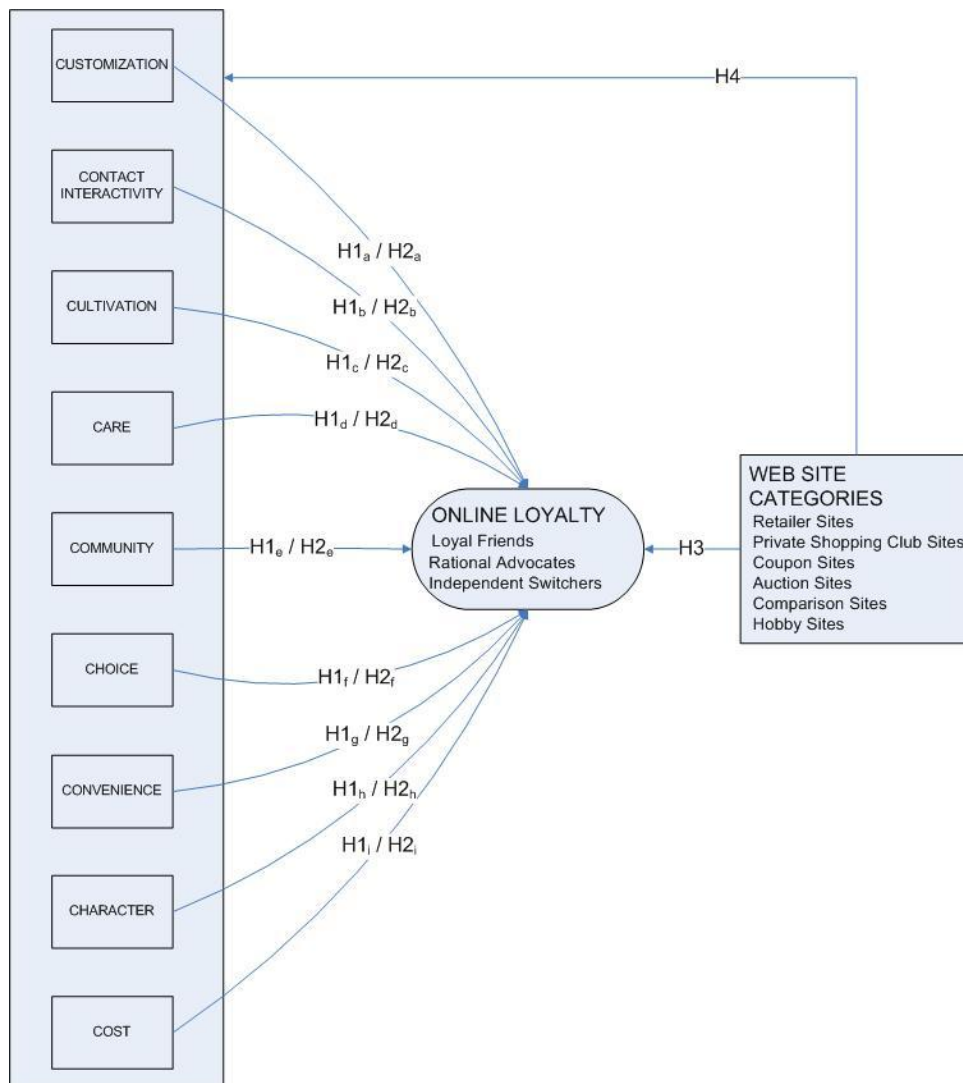 CUSTOMIZATION
H4
CONTACT
INTERACTIVITY
H1a / H2a
H1b / H2b
CULTIVATION
H1c / H2c
CARE
H1d / H2d
WEB SITE
CATEGORIES
Retailer Sites
Private Shopping Club Sites
Coupon Sites
Auction Sites
Comparison Sites
Hobby Sites
ONLINE LOYALTY
Loyal Friends
Rational Advocates
Independent Switchers
COMMUNITY
H1e / H2e
H3
CHOICE
H1f / H2f
H1g / H2g
CONVENIENCE
H1h / H2h
H1i / H2i
CHARACTER
COST